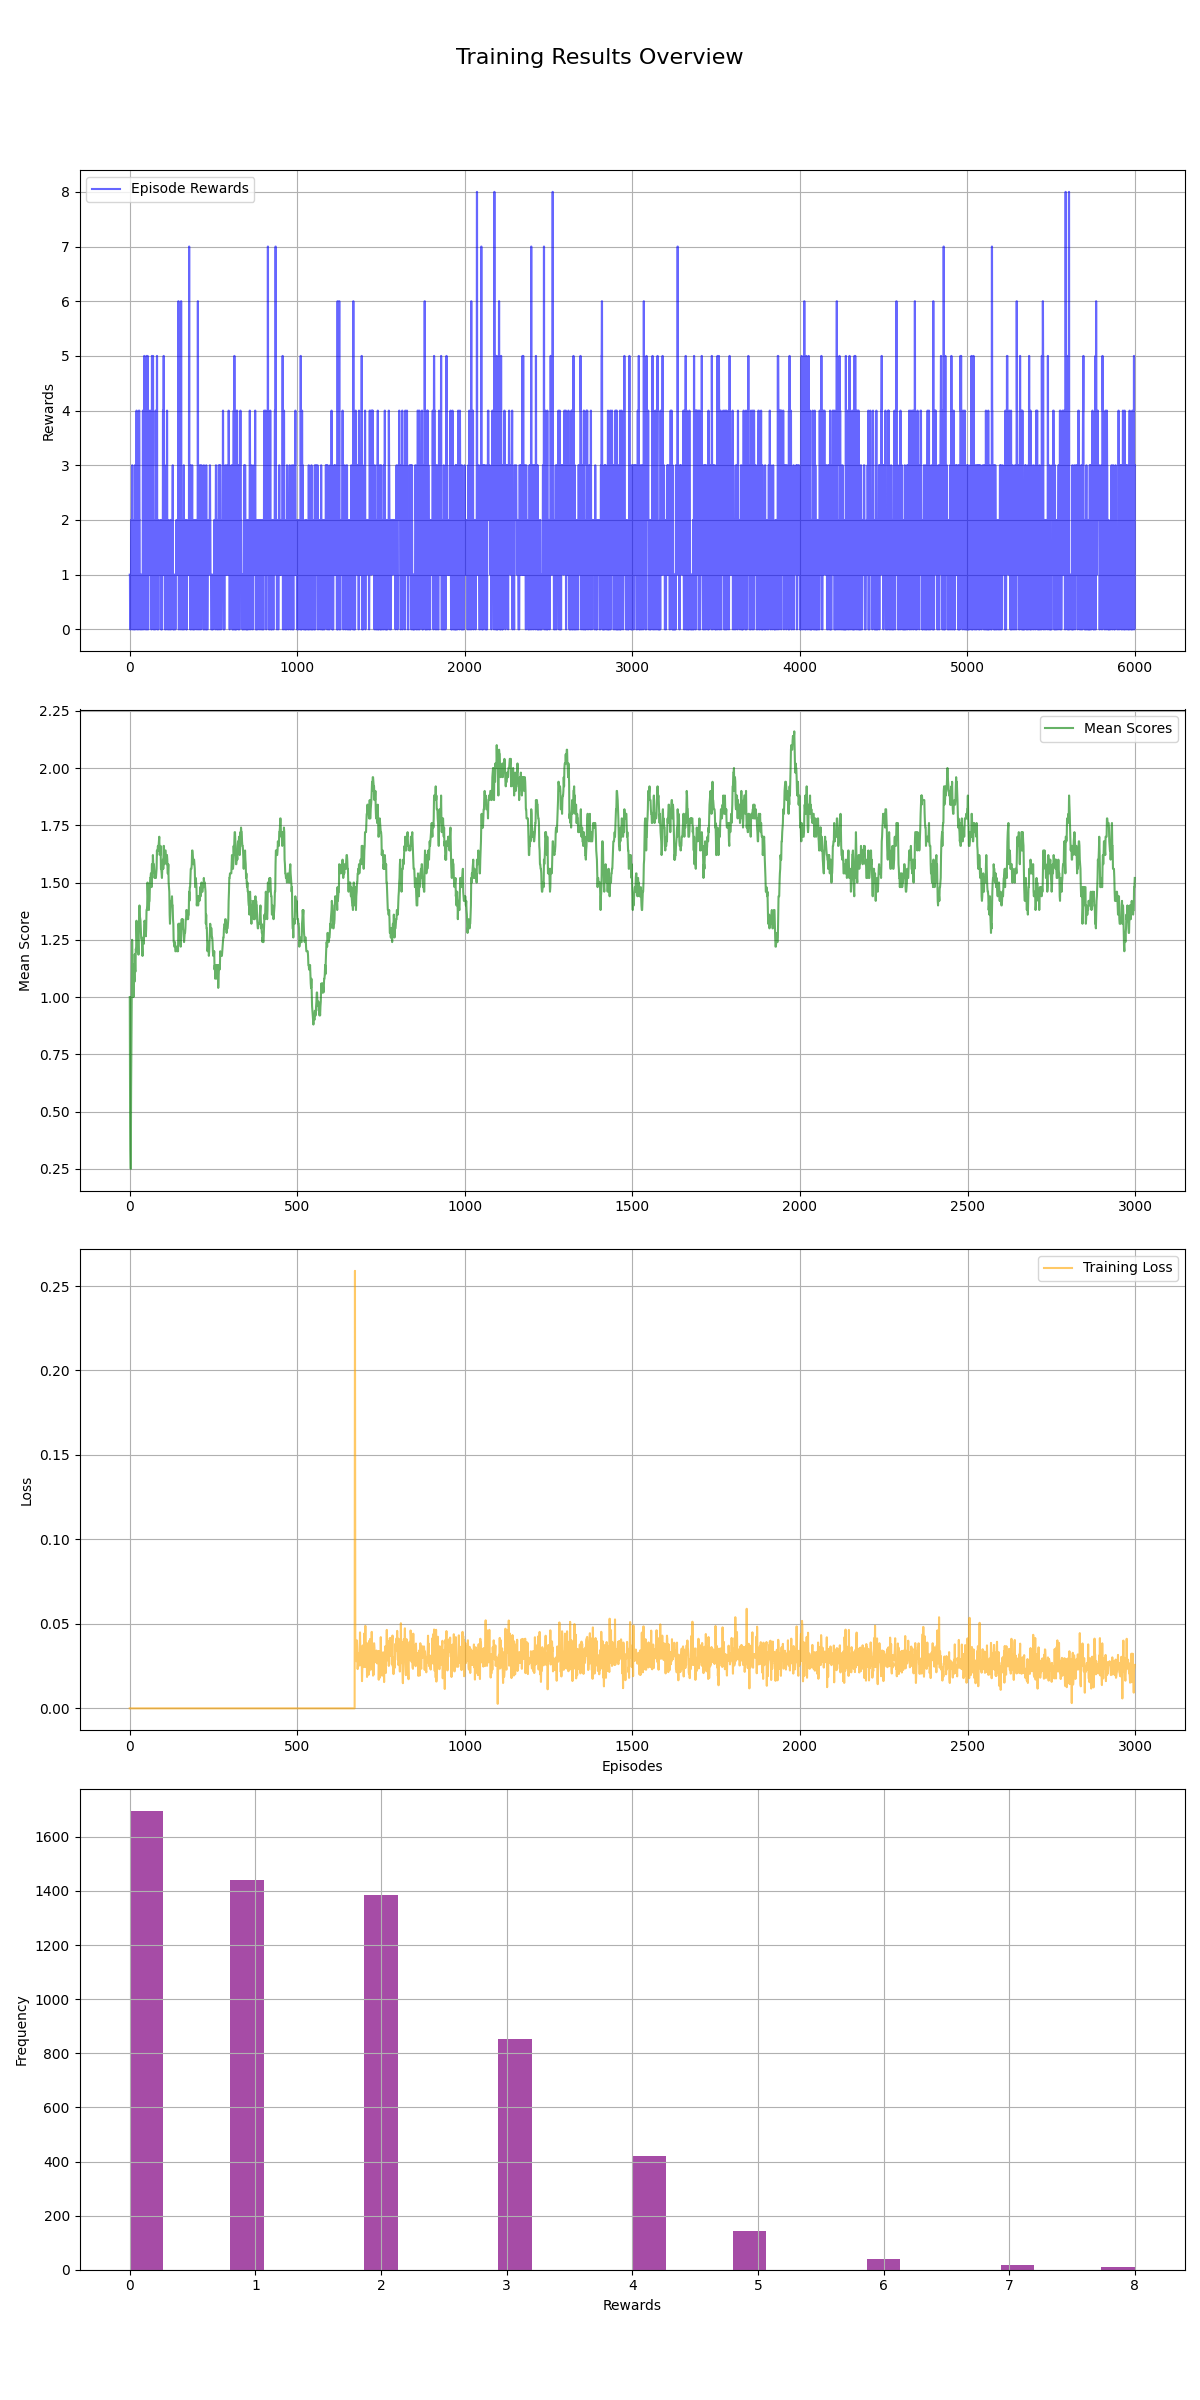 Training Results Overview
Episode Rewards
Rewards
8
7
6
5
4
3
2
1
0
0 1000 2000 3000 4000 5000 6000
Mean Scores
Mean Score
2.25
2.00
1.75
1.50
1.25
1.00
0.75
0.50
0.25
0 500 1000 1500 2000 2500 3000
Training Loss
Loss
0.25
0.20
0.15
0.10
0.05
0.00
0 500 1000 1500 2000 2500 3000
Episodes
Frequency
1600
1400
1200
1000
800
600
400
200
0
0 1 2 3 4 5 6 7 8
Rewards